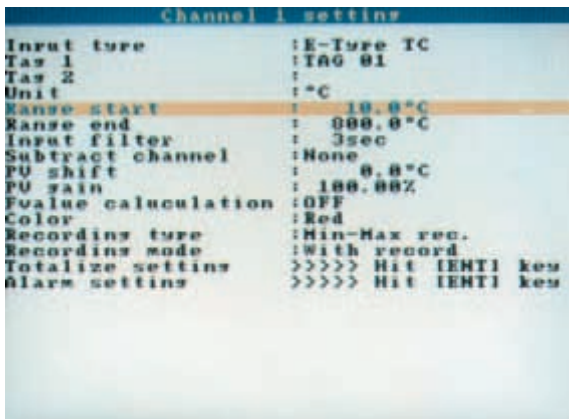 Channel 1 setting
Input type :E-Type TC
Tag 1 :TAG 01
Tag 2 :
Unit :°C
Range start : 10.0°C
Range end : 800.0°C
Input filter : 3sec
Subtract channel :None
PV shift : 0.0°C
PV gain : 100.00%
Fvalue caluculation :OFF
Color :Red
Recording type :Min-Max rec.
Recording mode :With record
Totalize setting >>>>> Hit [ENT] key
Alarm setting >>>>> Hit [ENT] key